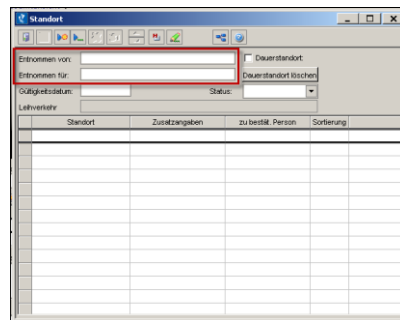 Standort
Entnommen von:
Dauerstandort:
Entnommen für:
Dauerstandort löschen
Gültigkeitsdatum:
Status:
Leihverkehr
Standort Zusatzangaben zu bestät. Person Sortierung